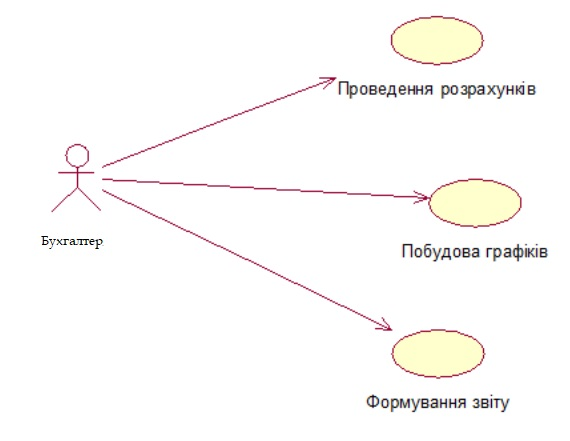 Проведення розрахунків
Побудова графіків
Бухгалтер
Формування звіту